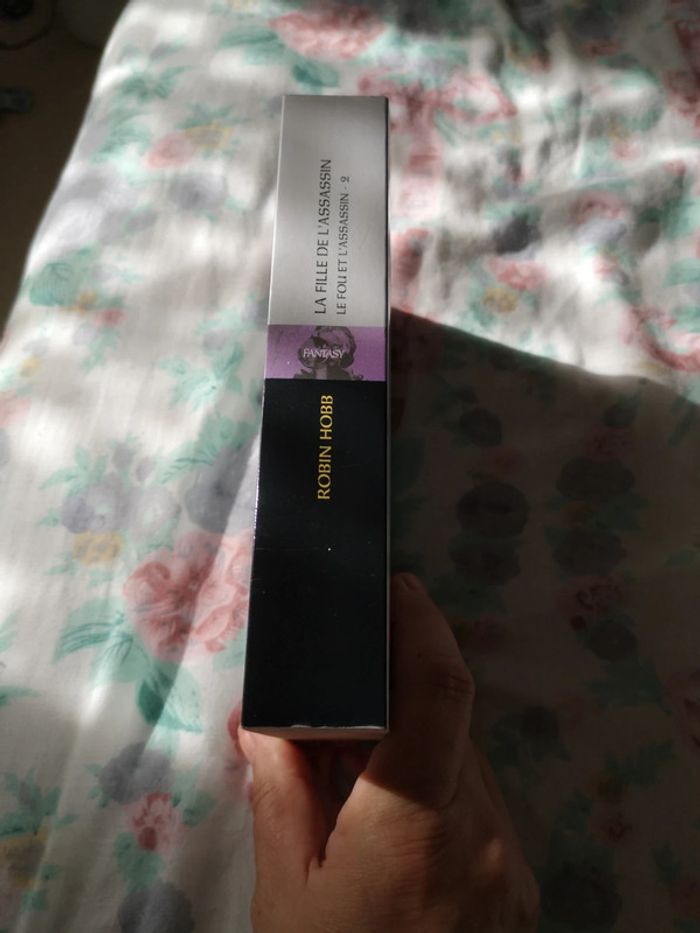 LA FILLE DE L'ASSASSIN
LE FOU ET L'ASSASSIN - 2
FANTASY
ROBIN HOBB